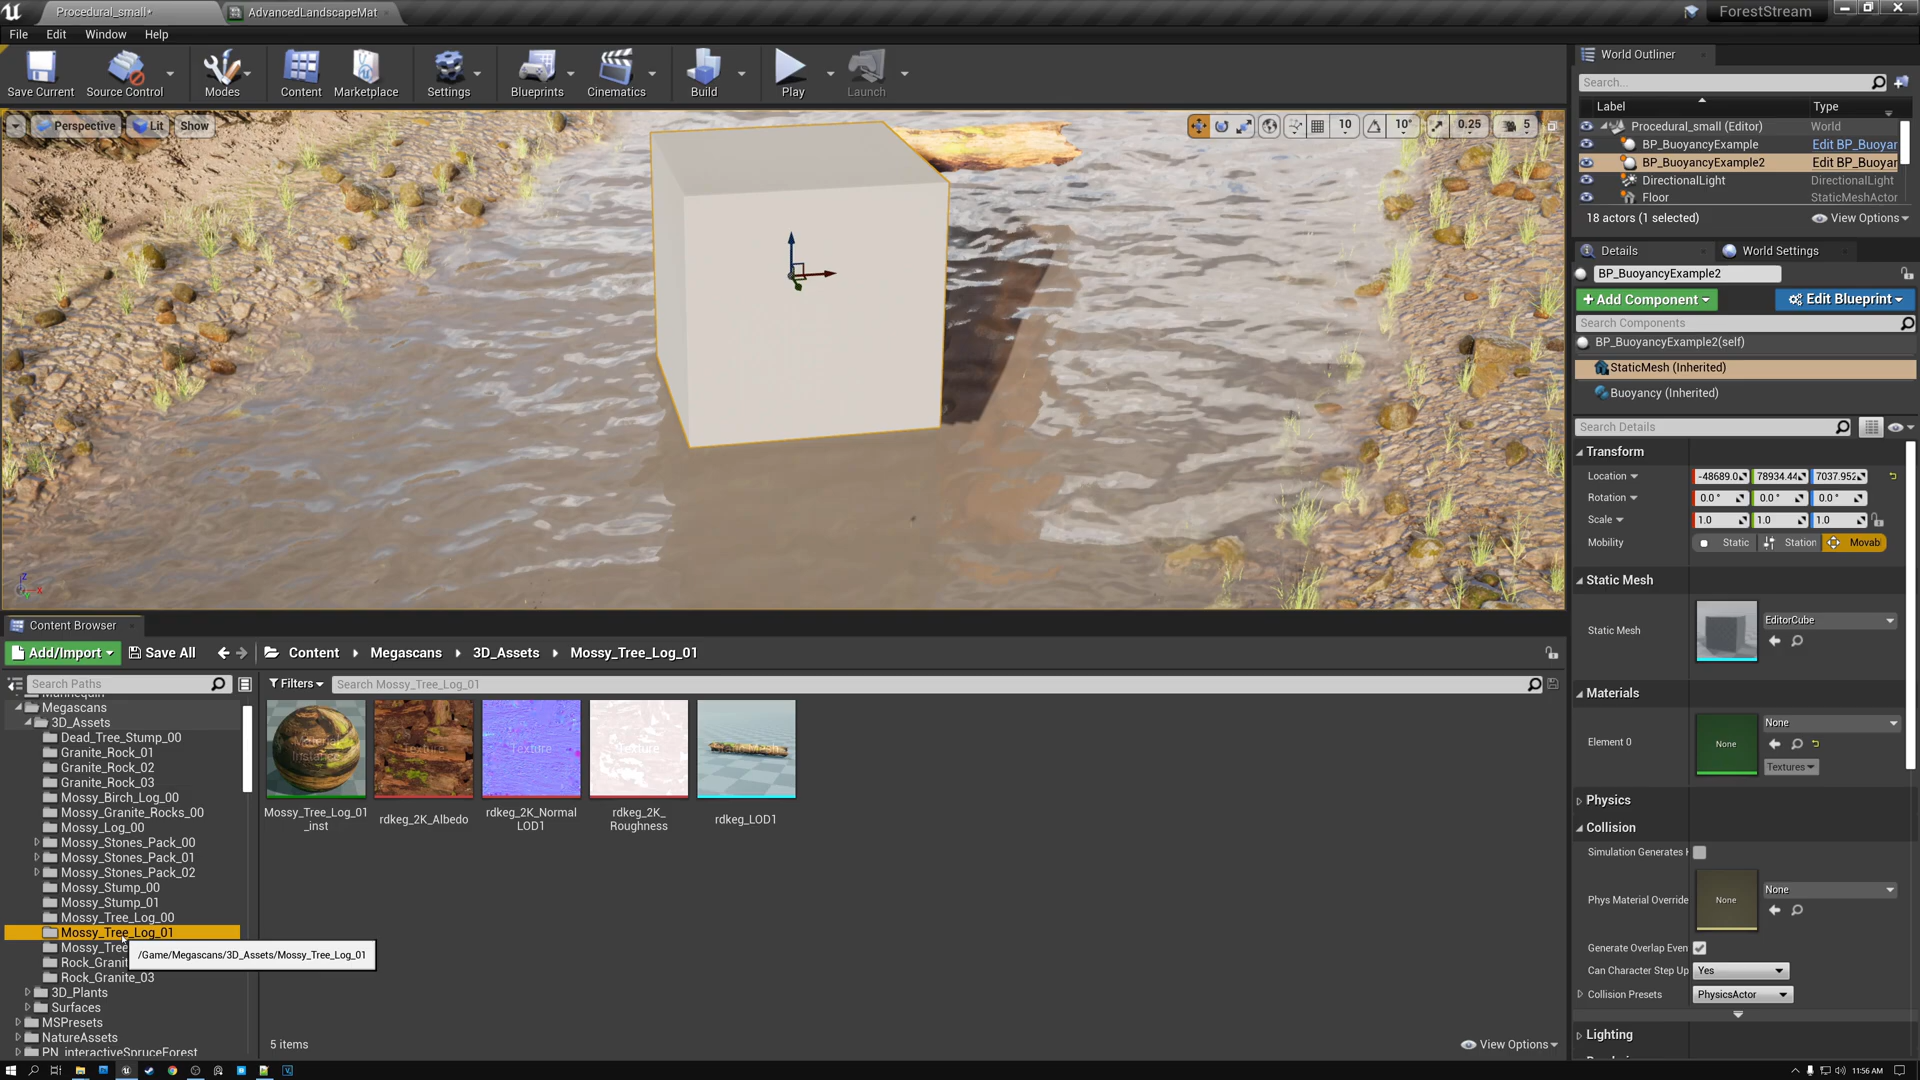 Procedural_small*
AdvancedLandscapeMat
ForestStream
File Edit Window Help
Save Current
Source Control
Modes
Content
Marketplace
Settings
Blueprints
Cinematics
Build
Play
Launch
Perspective
Lit
Show
10
10°
0.25
5
World Outliner
Search...
Label
Type
Procedural_small (Editor) World
BP_BuoyancyExample Edit BP_Buoyar
BP_BuoyancyExample2 Edit BP_Buoyar
DirectionalLight DirectionalLight
Floor StaticMeshActor
18 actors (1 selected)
View Options
Details
World Settings
BP_BuoyancyExample2
+Add Component
Edit Blueprint
Search Components
BP_BuoyancyExample2(self)
StaticMesh (Inherited)
Buoyancy (Inherited)
Search Details
Transform
Location -48689.0 78934.44 7037.952
Rotation 0.0° 0.0° 0.0°
Scale 1.0 1.0 1.0
Mobility Static Station Movab
Static Mesh
Static Mesh
EditorCube
Materials
Element 0
None
None
Textures
Physics
Collision
Simulation Generates
Phys Material Override
None
None
Generate Overlap Even
Can Character Step Up Yes
Collision Presets PhysicsActor
Lighting
Content Browser
Add/Import
Save All
Content
Megascans
3D_Assets
Mossy_Tree_Log_01
Search Paths
Filters
Search Mossy_Tree_Log_01
Megascans
3D_Assets
Dead_Tree_Stump_00
Granite_Rock_01
Granite_Rock_02
Granite_Rock_03
Mossy_Birch_Log_00
Mossy_Granite_Rocks_00
Mossy_Log_00
Mossy_Stones_Pack_00
Mossy_Stones_Pack_01
Mossy_Stones_Pack_02
Mossy_Stump_00
Mossy_Stump_01
Mossy_Tree_Log_00
Mossy_Tree_Log_01
Mossy_Tree
Rock_Granit
Rock_Granite_03
3D_Plants
Surfaces
MSPresets
NatureAssets
PN_interactiveSpruceForest
/Game/Megascans/3D_Assets/Mossy_Tree_Log_01
Material
Instance
Texture
Texture
Texture
Static Mesh
Mossy_Tree_Log_01
_inst
rdkeg_2K_Albedo
rdkeg_2K_Normal
LOD1
rdkeg_2K_
Roughness
rdkeg_LOD1
5 items
View Options
11:56 AM